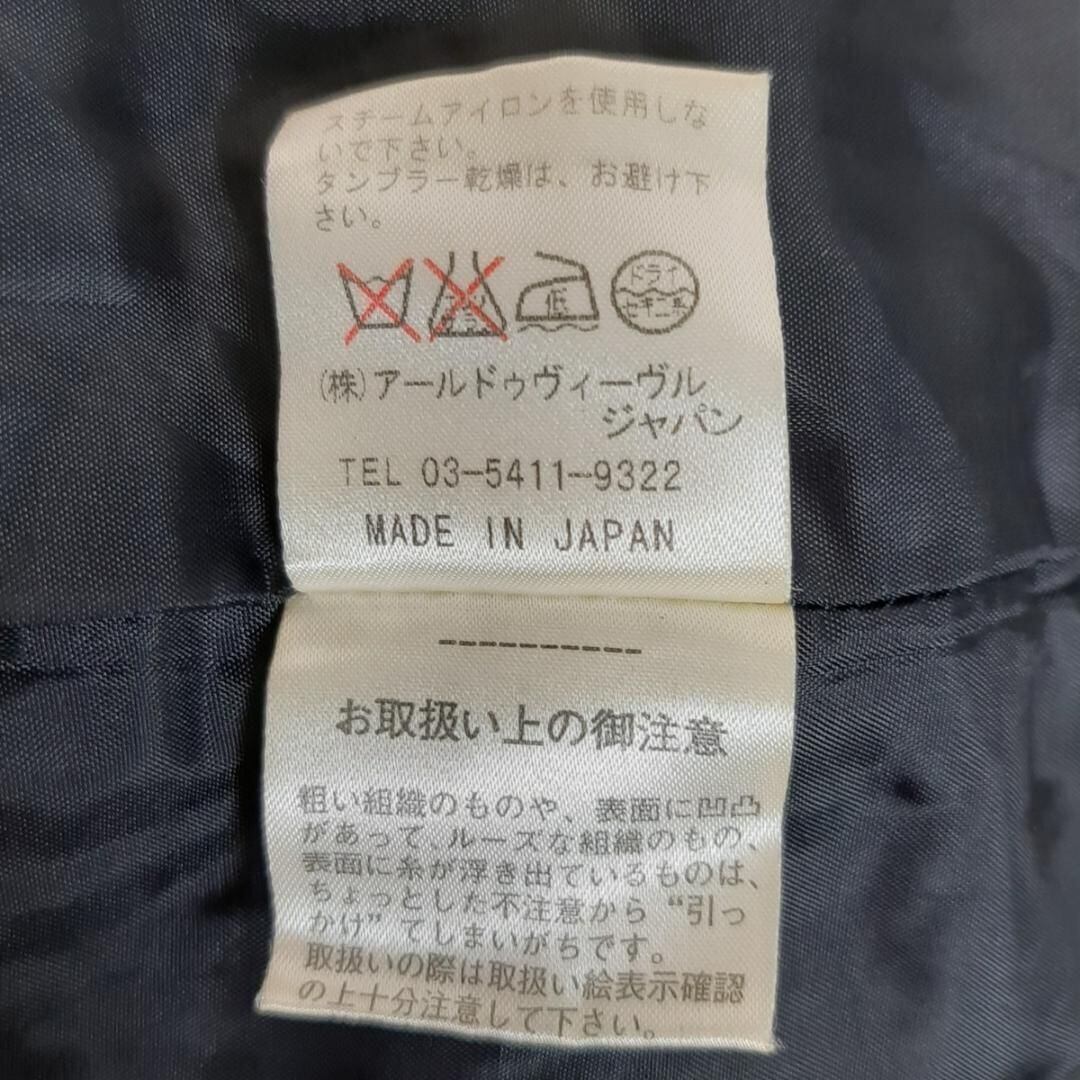 スチームアイロンを使用しな
いで下さい。
タンブラー乾燥は、お避け下
さい。
エンソ
サラシ
低
ドライ
セキユ系
(株)アールドゥヴィーヴル
ジャパン
TEL 03-5411-9322
MADE IN JAPAN
----------
お取扱い上の御注意
粗い組織のものや、表面に凹凸
があって、ルーズな組織のもの、
表面に糸が浮き出ているものは、
ちょっとした不注意から“引っ
かけ”てしまいがちです。
取扱いの際は取扱い絵表示確認
の上十分注意して下さい。